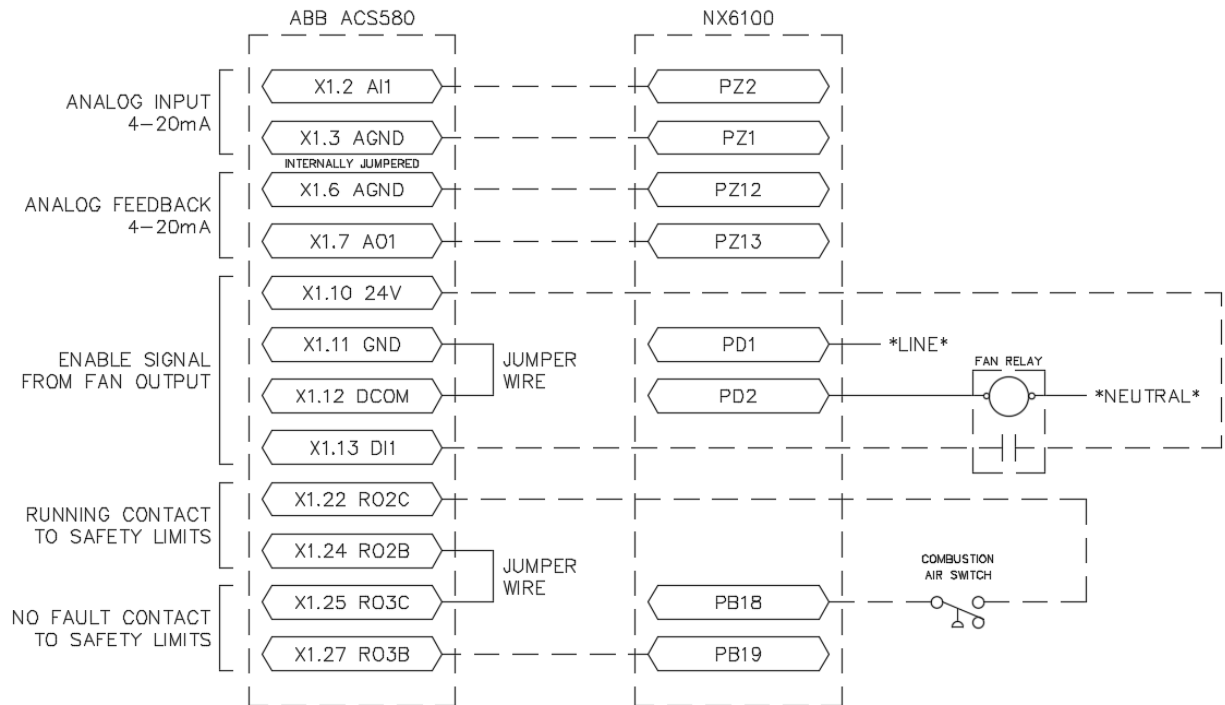 ABB ACS580
NX6100
ANALOG INPUT
4-20mA
X1.2 AI1
PZ2
X1.3 AGND
PZ1
INTERNALLY JUMPERED
ANALOG FEEDBACK
4-20mA
X1.6 AGND
PZ12
X1.7 AO1
PZ13
ENABLE SIGNAL
FROM FAN OUTPUT
X1.10 24V
X1.11 GND
JUMPER
WIRE
PD1
*LINE*
FAN RELAY
X1.12 DCOM
PD2
*NEUTRAL*
X1.13 DI1
RUNNING CONTACT
TO SAFETY LIMITS
X1.22 RO2C
X1.24 RO2B
JUMPER
WIRE
COMBUSTION
AIR SWITCH
NO FAULT CONTACT
TO SAFETY LIMITS
X1.25 RO3C
PB18
X1.27 RO3B
PB19